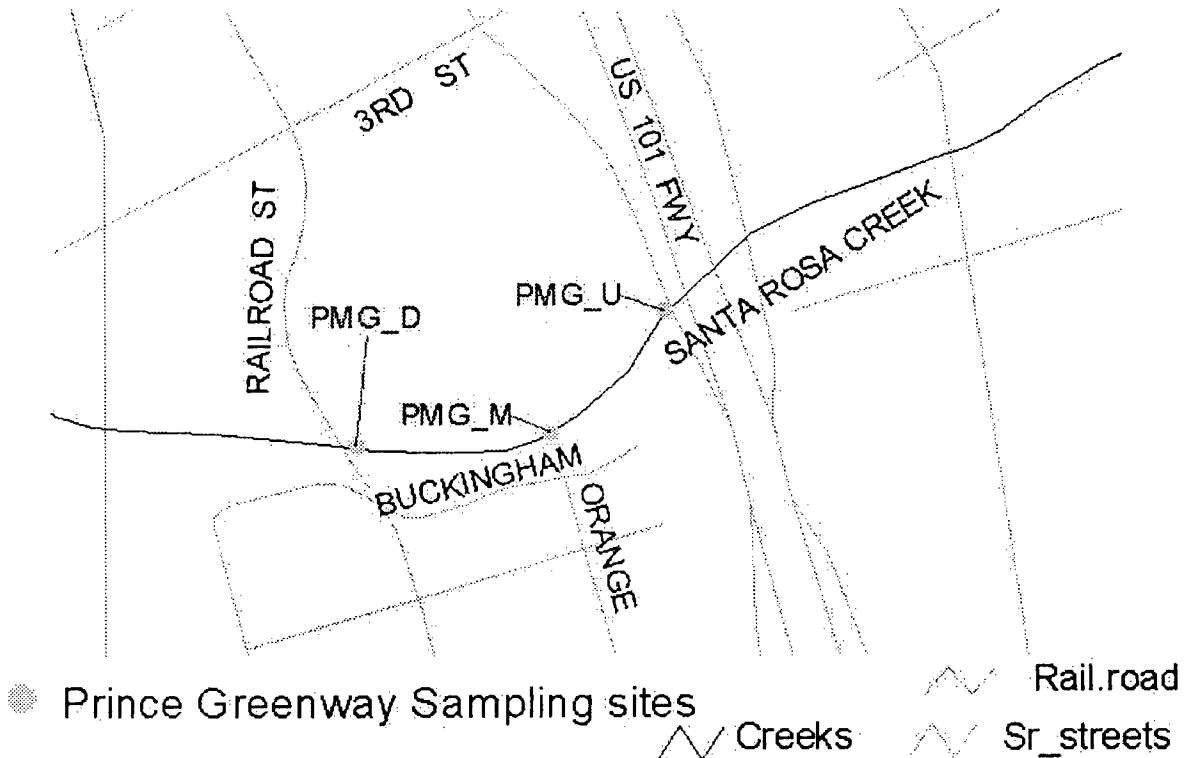 3RD ST
US 101 FWY
RAILROAD ST
SANTA ROSA CREEK
PMG_U
PMG_D
PMG_M
BUCKINGHAM
ORANGE
Prince Greenway Sampling sites
Rail.road
Creeks
Sr_streets